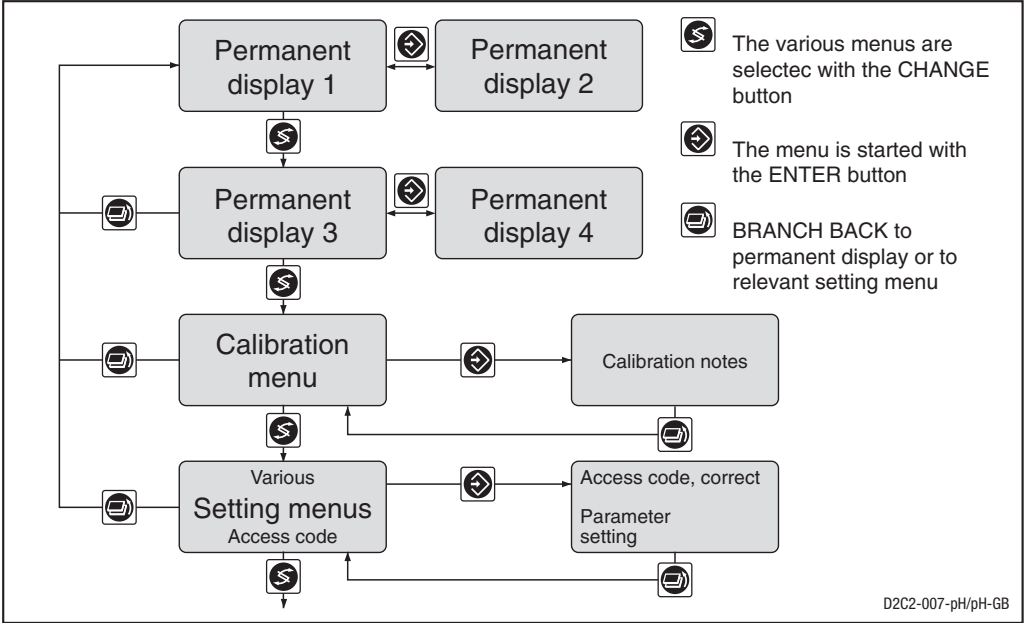 Permanent
display 1
Permanent
display 2
The various menus are
selectec with the CHANGE
button
The menu is started with
the ENTER button
Permanent
display 3
Permanent
display 4
BRANCH BACK to
permanent display or to
relevant setting menu
Calibration
menu
Calibration notes
Various
Setting menus
Access code
Access code, correct
Parameter
setting
D2C2-007-pH/pH-GB